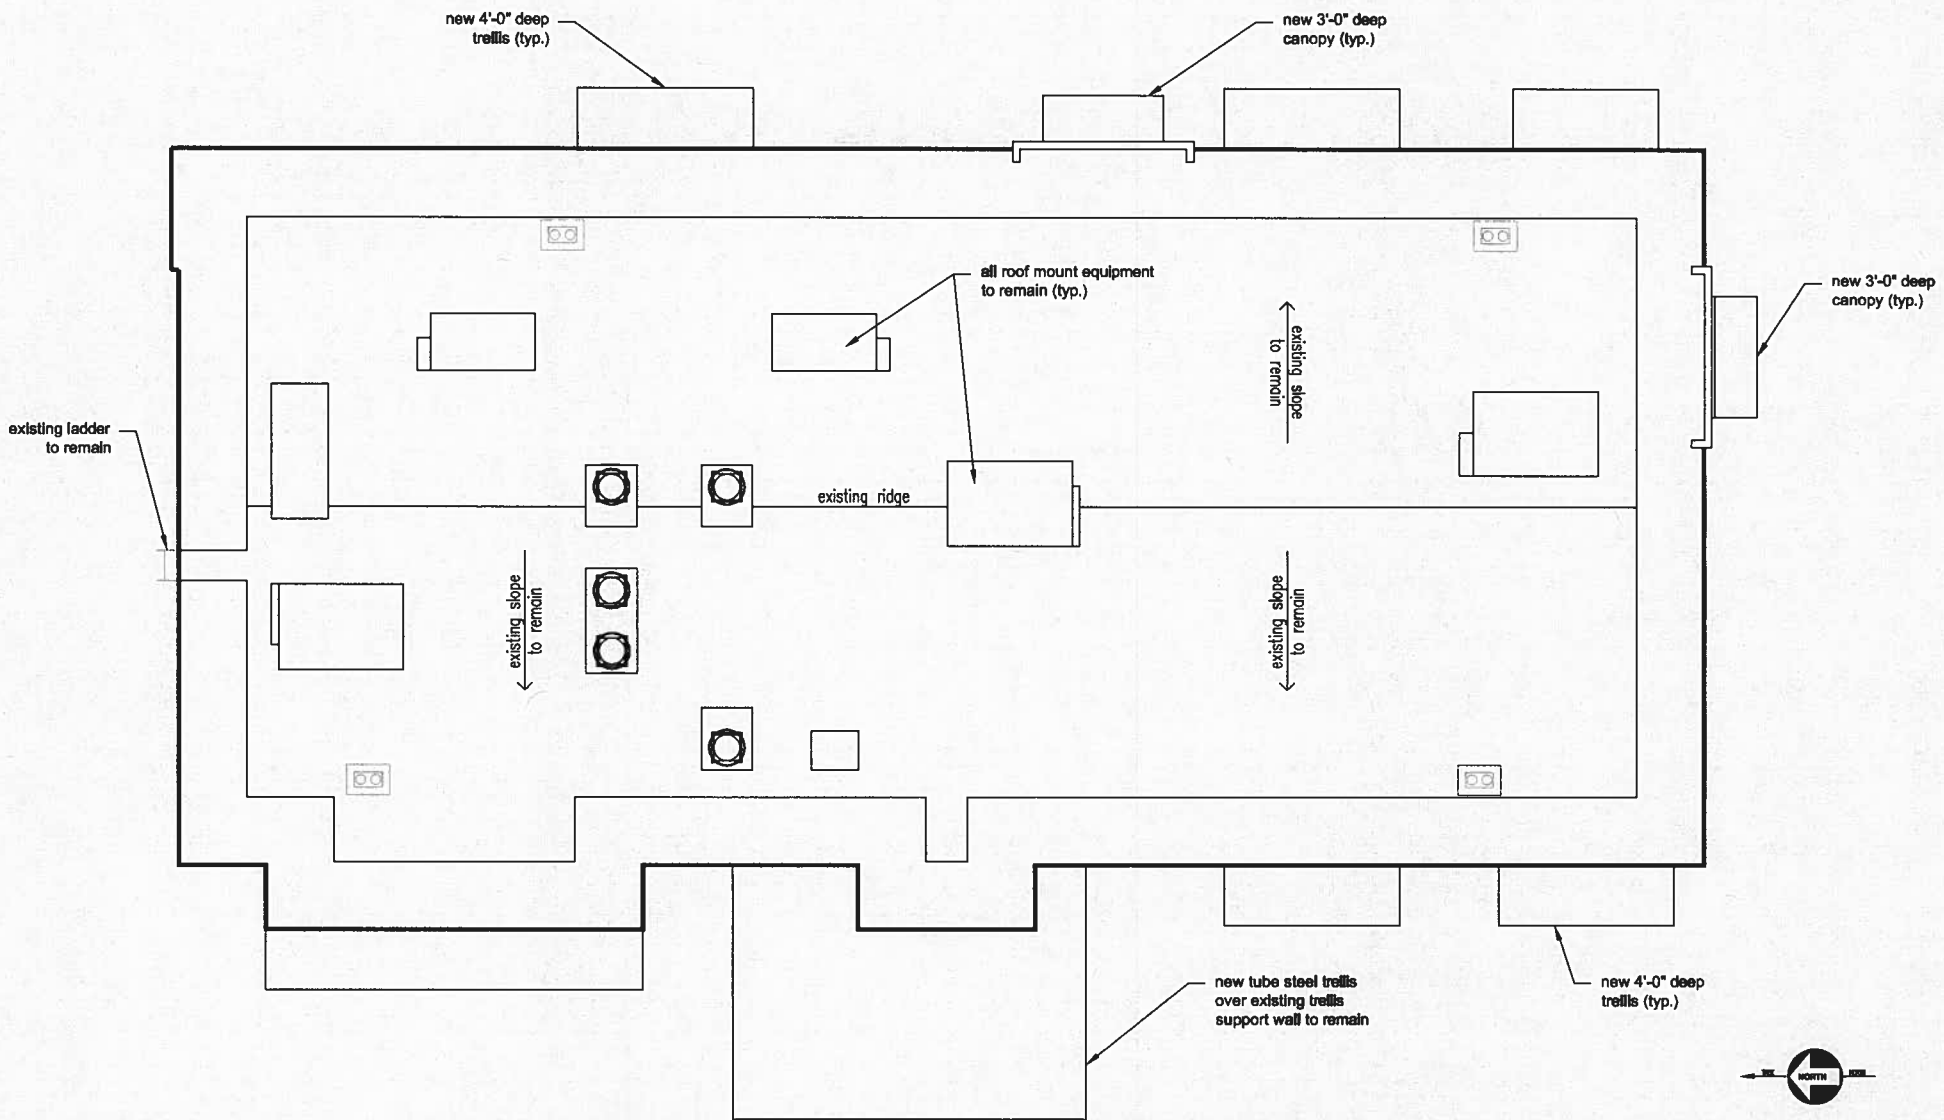 new 4'-0" deep
trellis (typ.)
new 3'-0" deep
canopy (typ.)
all roof mount equipment
to remain (typ.)
new 3'-0" deep
canopy (typ.)
existing slope
to remain
existing ladder
to remain
existing ridge
existing slope
to remain
existing slope
to remain
new tube steel trellis
over existing trellis
support wall to remain
new 4'-0" deep
trellis (typ.)
NORTH